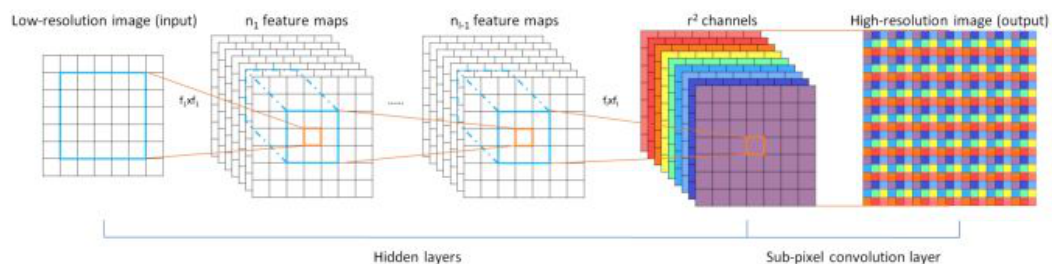 Low-resolution image (input)
n1 feature maps
nl-1 feature maps
r² channels
High-resolution image (output)
f1xf1
.....
flxfl
Hidden layers
Sub-pixel convolution layer